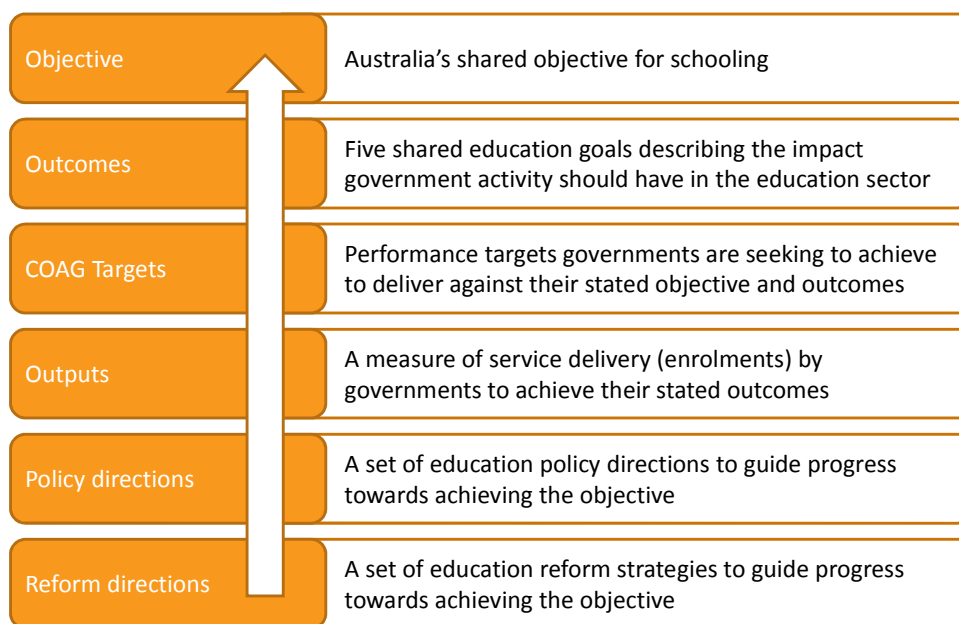 Objective
Australia's shared objective for schooling
Outcomes
Five shared education goals describing the impact
government activity should have in the education sector
COAG Targets
Performance targets governments are seeking to achieve
to deliver against their stated objective and outcomes
Outputs
A measure of service delivery (enrolments) by
governments to achieve their stated outcomes
Policy directions
A set of education policy directions to guide progress
towards achieving the objective
Reform directions
A set of education reform strategies to guide progress
towards achieving the objective